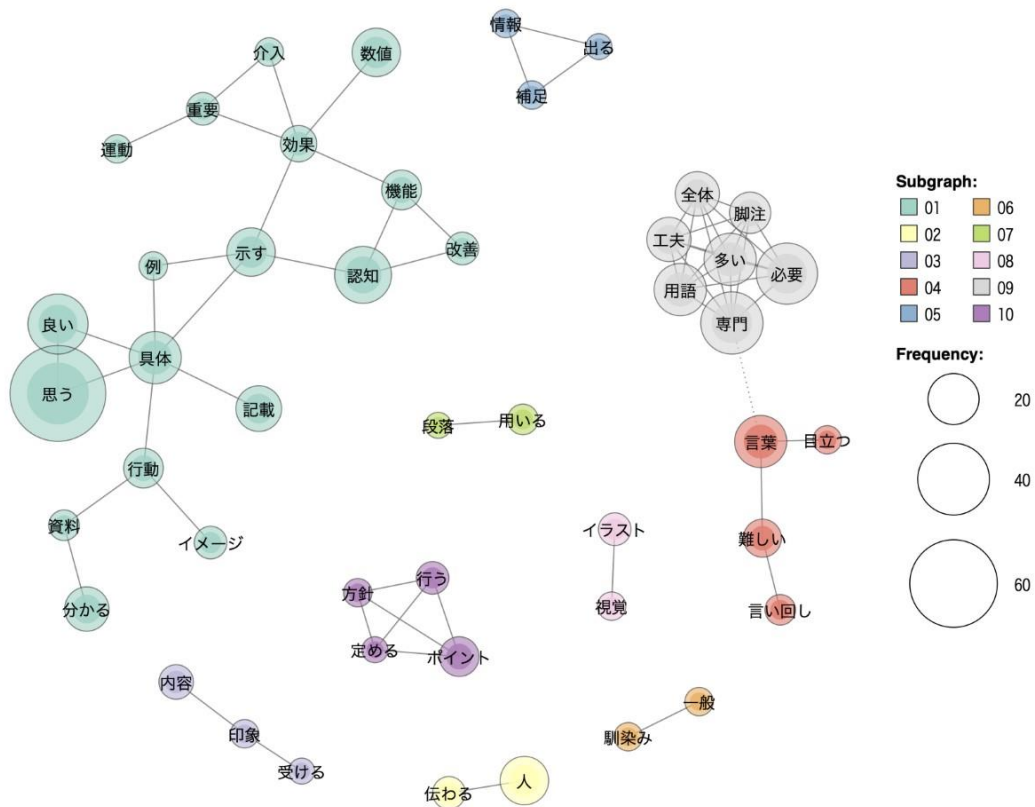 情報
出る
補足
介入
数値
重要
運動
効果
機能
改善
示す
認知
例
良い
具体
思う
記載
行動
資料
イメージ
分かる
全体
脚注
工夫
多い
必要
用語
専門
言葉
目立つ
難しい
言い回し
段落
用いる
イラスト
視覚
方針
行う
定める
ポイント
内容
印象
受ける
伝わる
人
一般
馴染み
Subgraph:
01 06
02 07
03 08
04 09
05 10
Frequency:
20
40
60